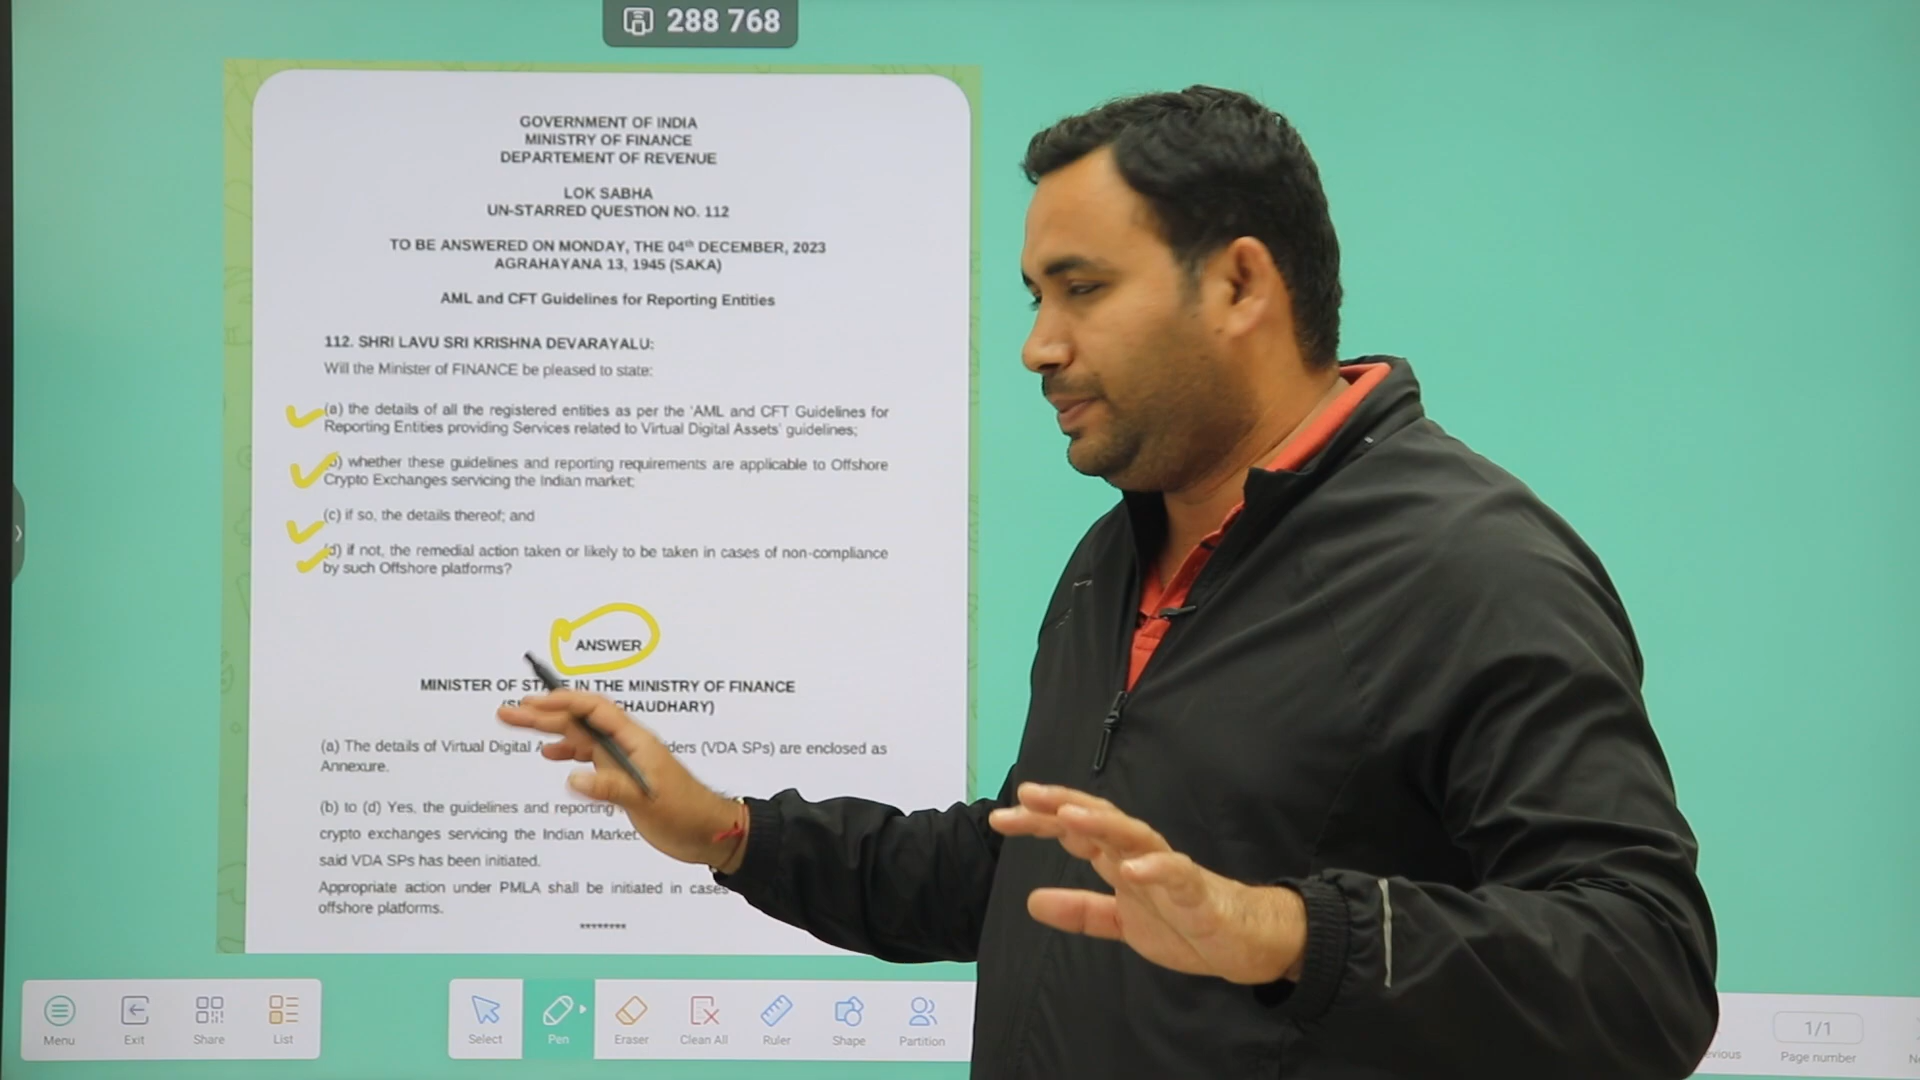 288 768
GOVERNMENT OF INDIA
MINISTRY OF FINANCE
DEPARTEMENT OF REVENUE
LOK SABHA
UN-STARRED QUESTION NO. 112
TO BE ANSWERED ON MONDAY, THE 04th DECEMBER, 2023
AGRAHAYANA 13, 1945 (SAKA)
AML and CFT Guidelines for Reporting Entities
112. SHRI LAVU SRI KRISHNA DEVARAYALU:
Will the Minister of FINANCE be pleased to state:
(a) the details of all the registered entities as per the 'AML and CFT Guidelines for
Reporting Entities providing Services related to Virtual Digital Assets' guidelines;
(b) whether these guidelines and reporting requirements are applicable to Offshore
Crypto Exchanges servicing the Indian market;
(c) if so, the details thereof; and
(d) if not, the remedial action taken or likely to be taken in cases of non-compliance
by such Offshore platforms?
ANSWER
MINISTER OF STATE IN THE MINISTRY OF FINANCE
CHAUDHARY)
(a) The details of Virtual Digital (VDA SPs) are enclosed as
Annexure.
(b) to (d) Yes, the guidelines and reporting
crypto exchanges servicing the Indian Market.
said VDA SPs has been initiated.
Appropriate action under PMLA shall be initiated in cases
offshore platforms.
********
Menu Exit Share List Select Pen Eraser Clean All Ruler Shape Partition 1/1 Page number